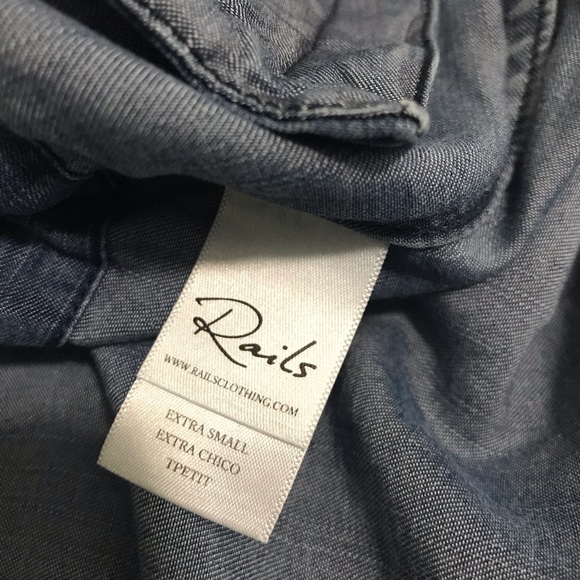 Rails
WWW.RAILSCLOTHING.COM
EXTRA SMALL
EXTRA CHICO
TPETIT